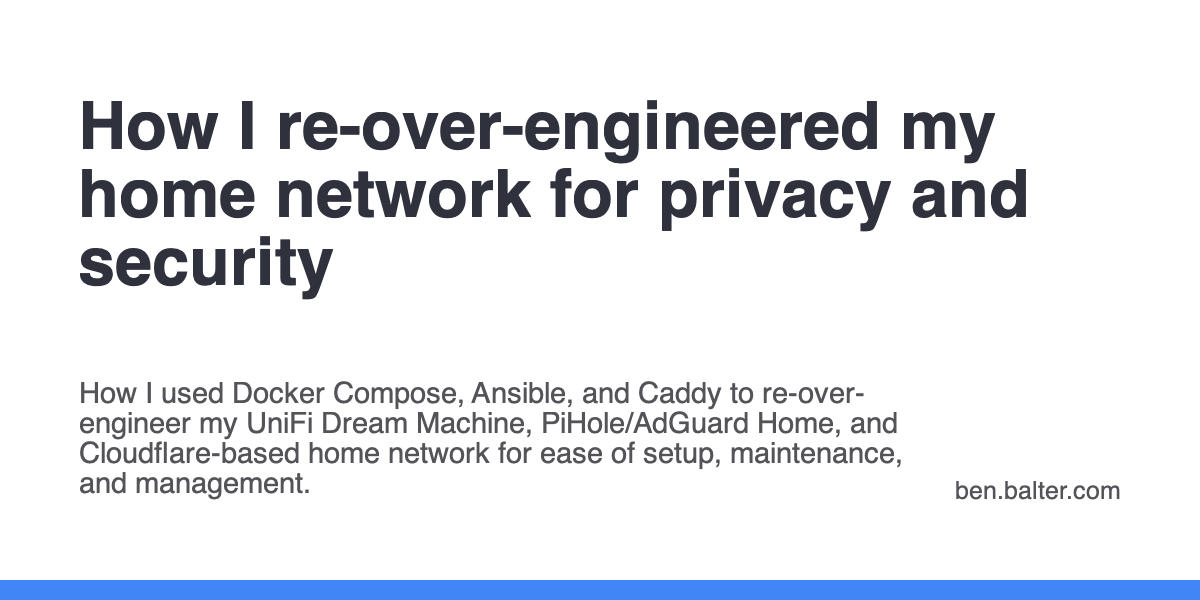 How I re-over-engineered my
home network for privacy and
security
How I used Docker Compose, Ansible, and Caddy to re-over-
engineer my UniFi Dream Machine, PiHole/AdGuard Home, and
Cloudflare-based home network for ease of setup, maintenance,
and management.
ben.balter.com